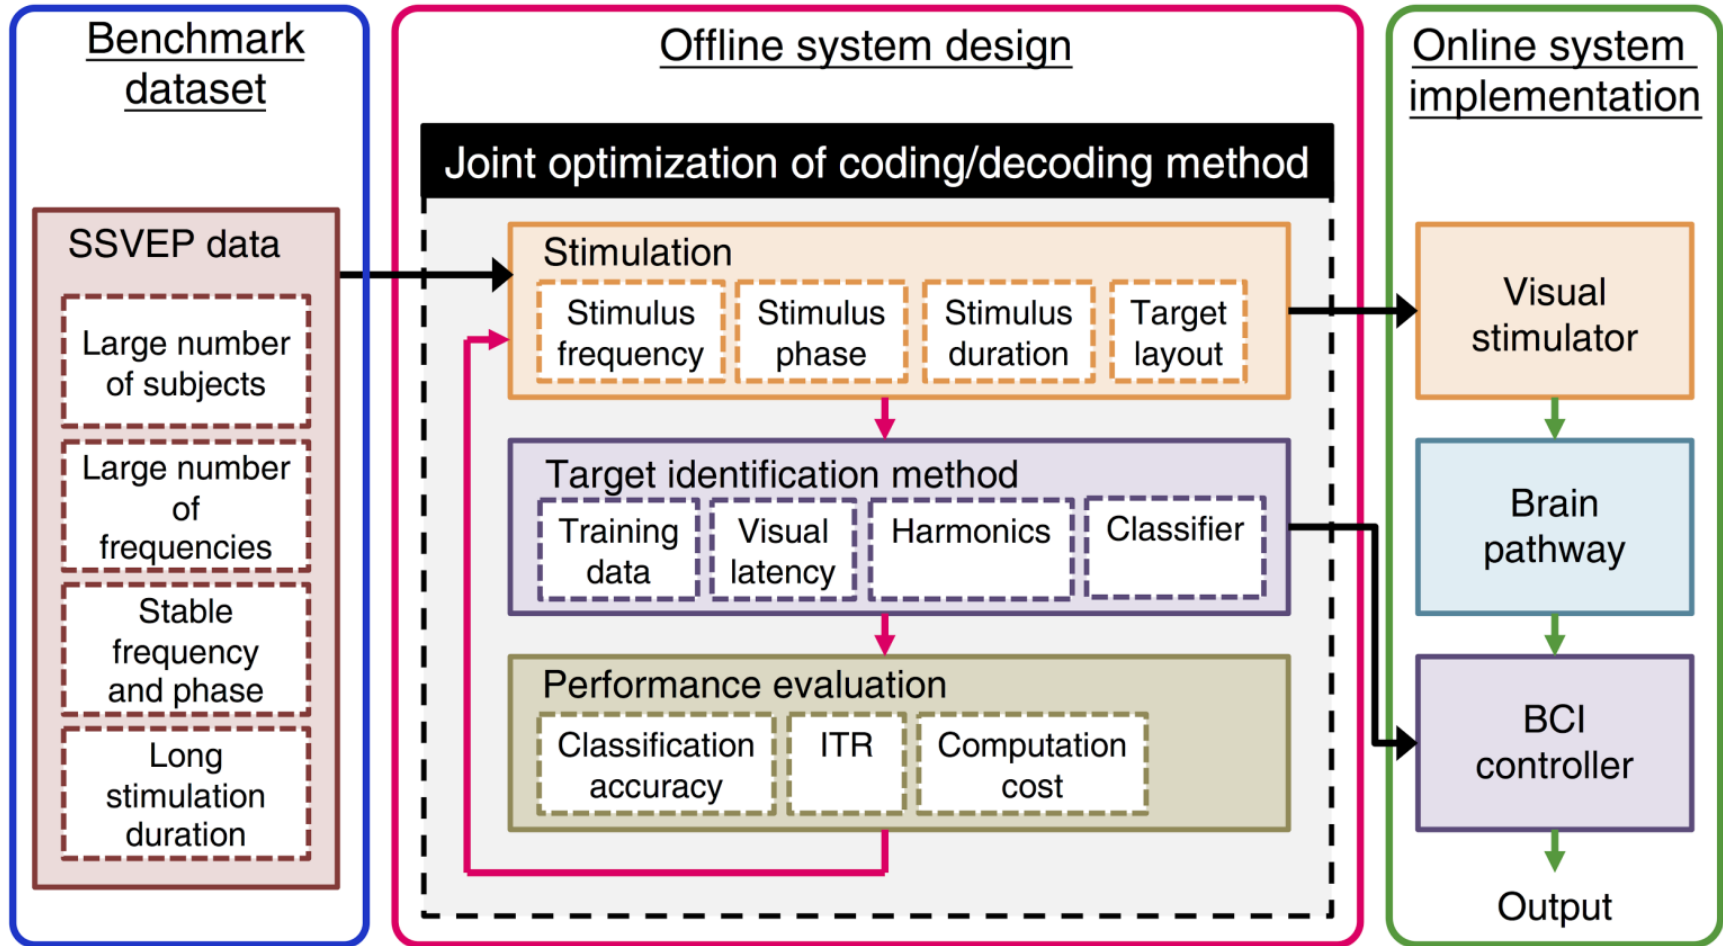 Benchmark
dataset
SSVEP data
Large number
of subjects
Large number
of
frequencies
Stable
frequency
and phase
Long
stimulation
duration
Offline system design
Joint optimization of coding/decoding method
Stimulation
Stimulus
frequency
Stimulus
phase
Stimulus
duration
Target
layout
Target identification method
Training
data
Visual
latency
Harmonics
Classifier
Performance evaluation
Classification
accuracy
ITR
Computation
cost
Online system
implementation
Visual
stimulator
Brain
pathway
BCI
controller
Output